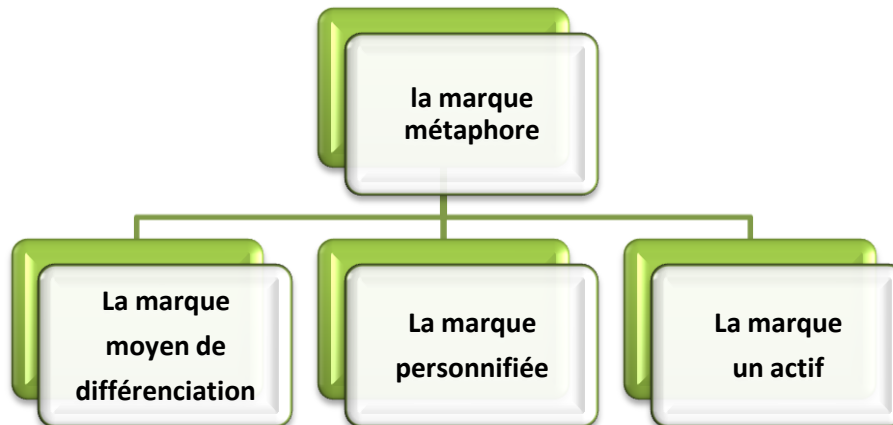 la marque
métaphore
La marque
moyen de
différenciation
La marque
personnifiée
La marque
un actif